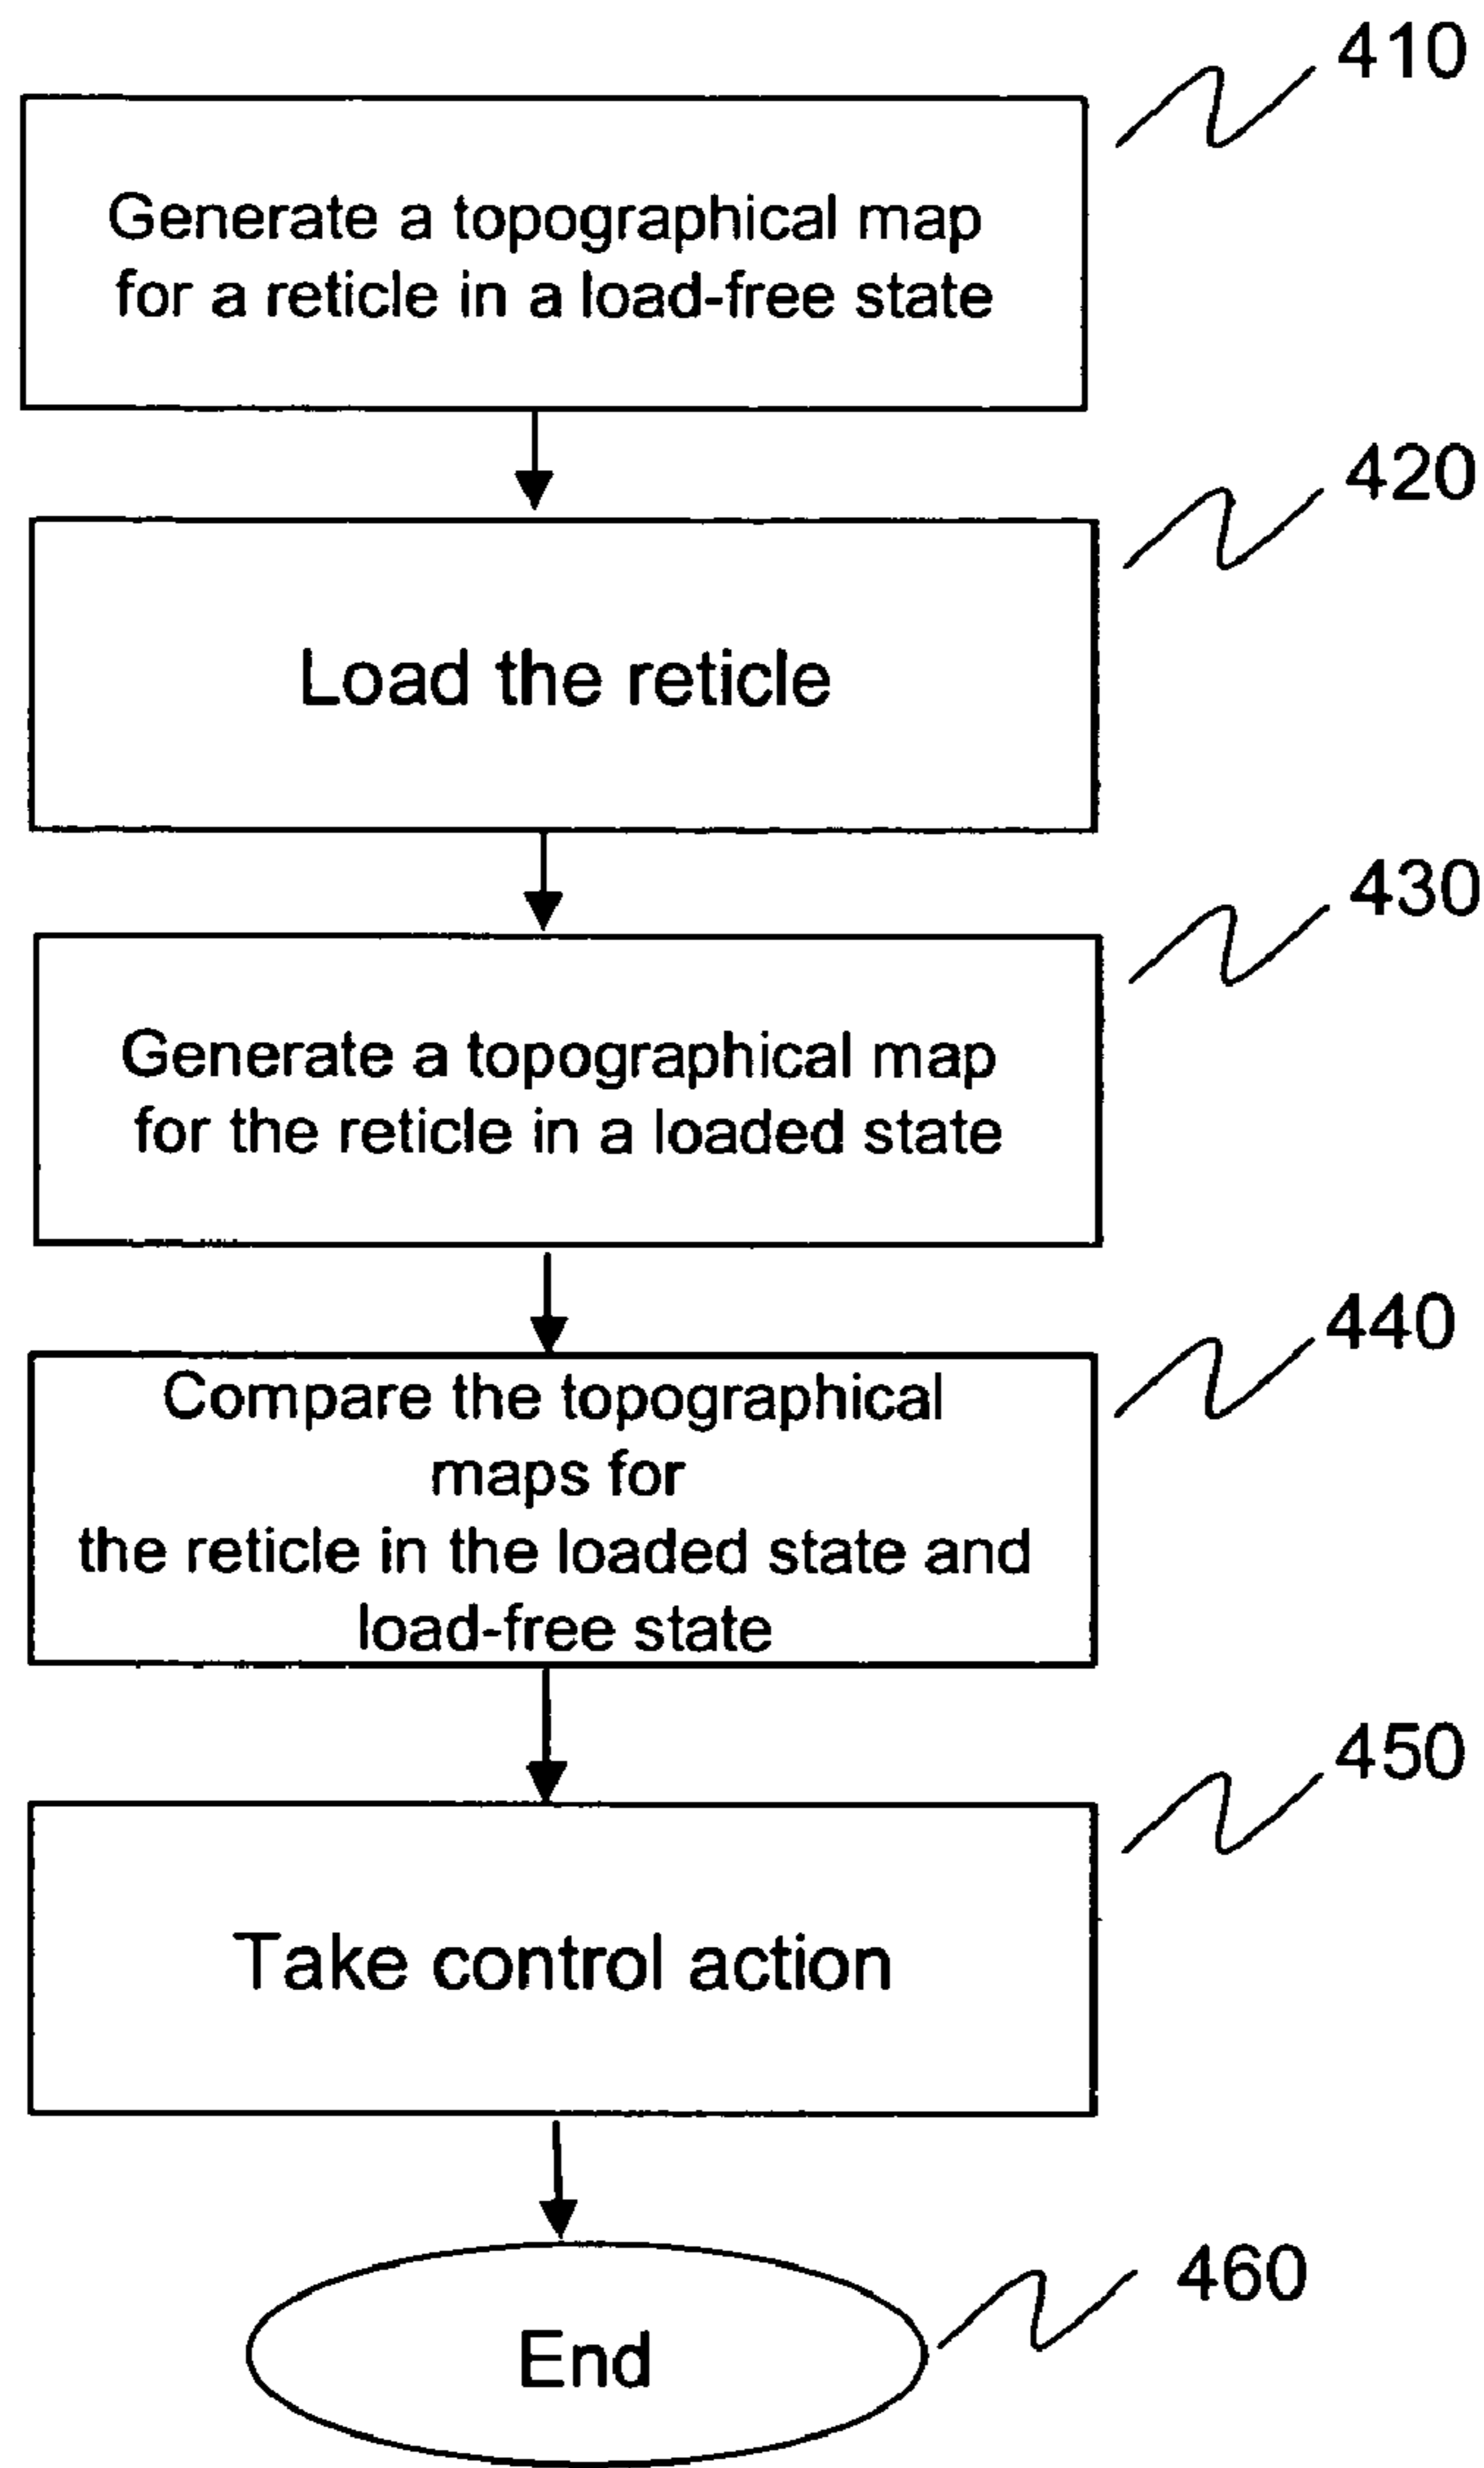 410
Generate a topographical map
for a reticle in a load-free state
420
Load the reticle
430
Generate a topographical map
for the reticle in a loaded state
440
Compare the topographical
maps for
the reticle in the loaded state and
load-free state
450
Take control action
460
End